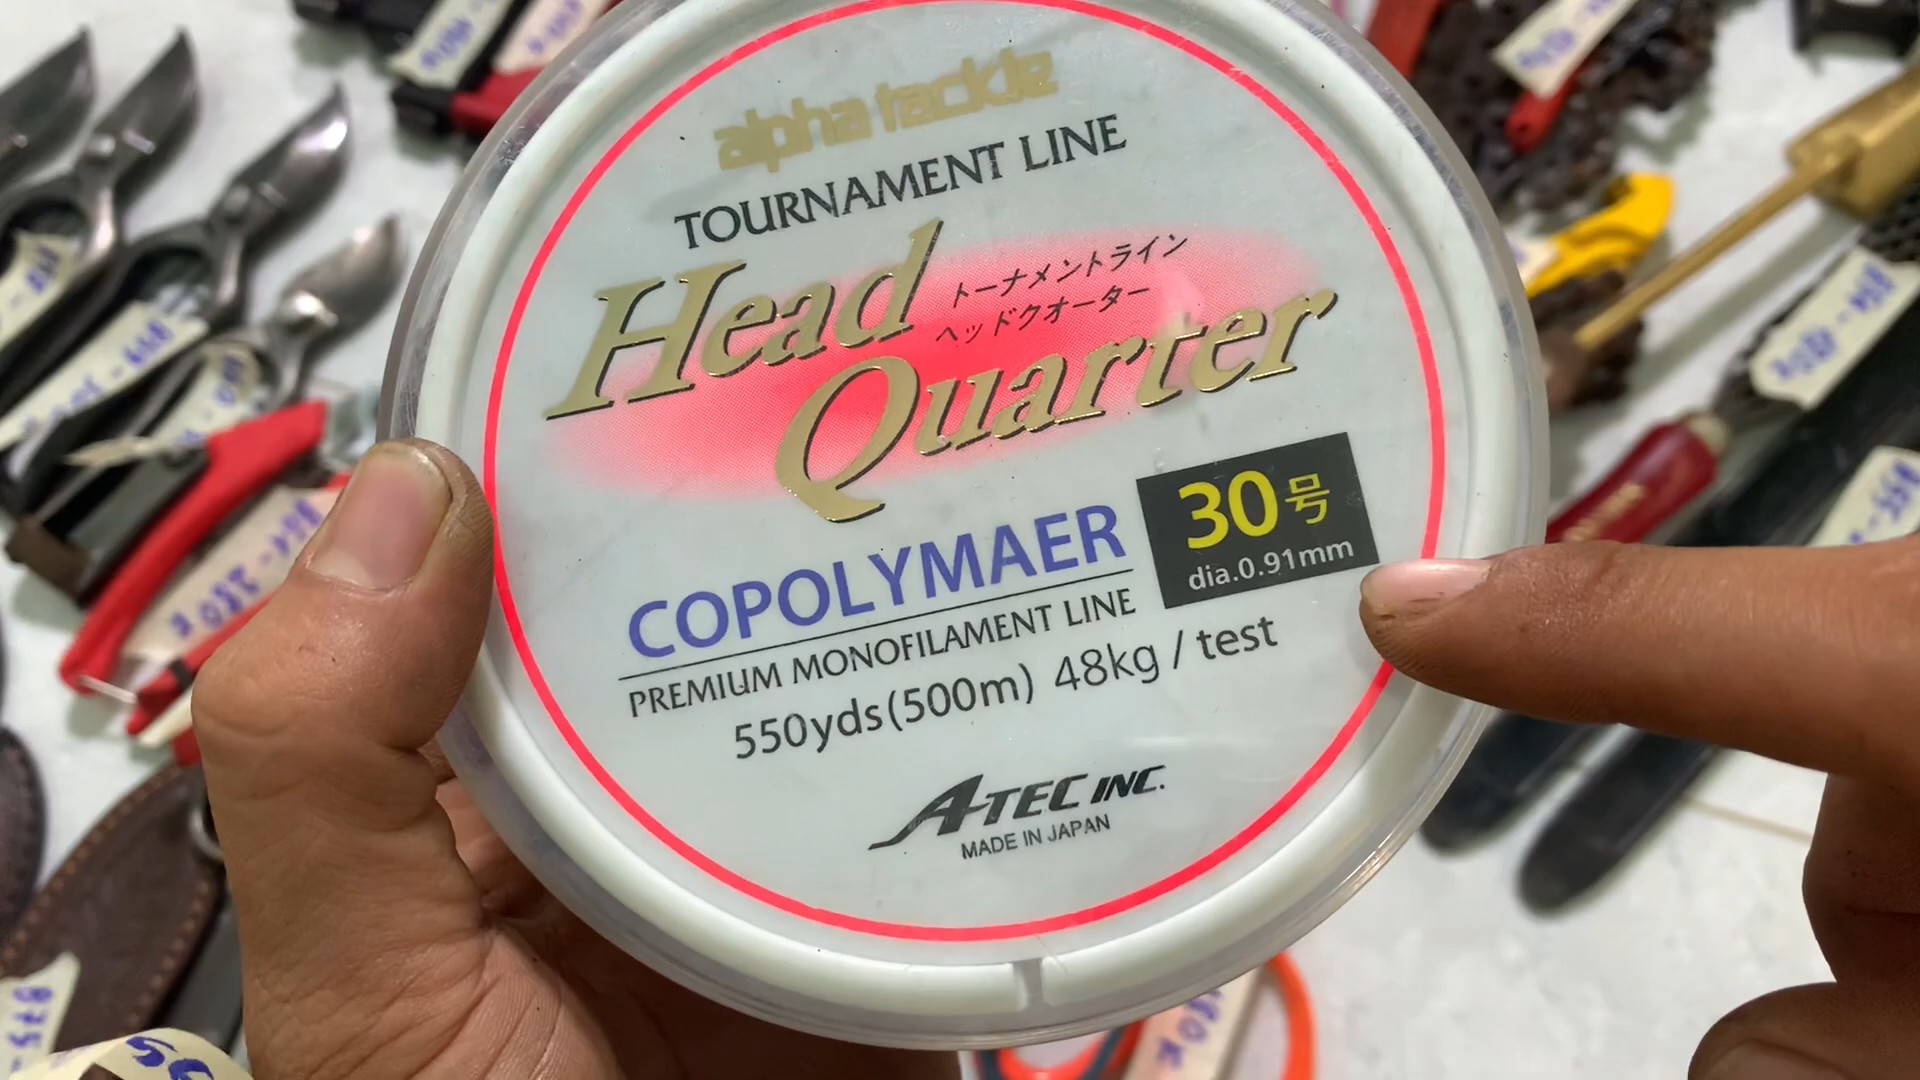 alpha tackle
TOURNAMENT LINE
Head
トーナメントライン
ヘッドクオーター
Quarter
COPOLYMAER
30号
dia.0.91mm
PREMIUM MONOFILAMENT LINE
550yds(500m) 48kg / test
A-TEC INC.
MADE IN JAPAN